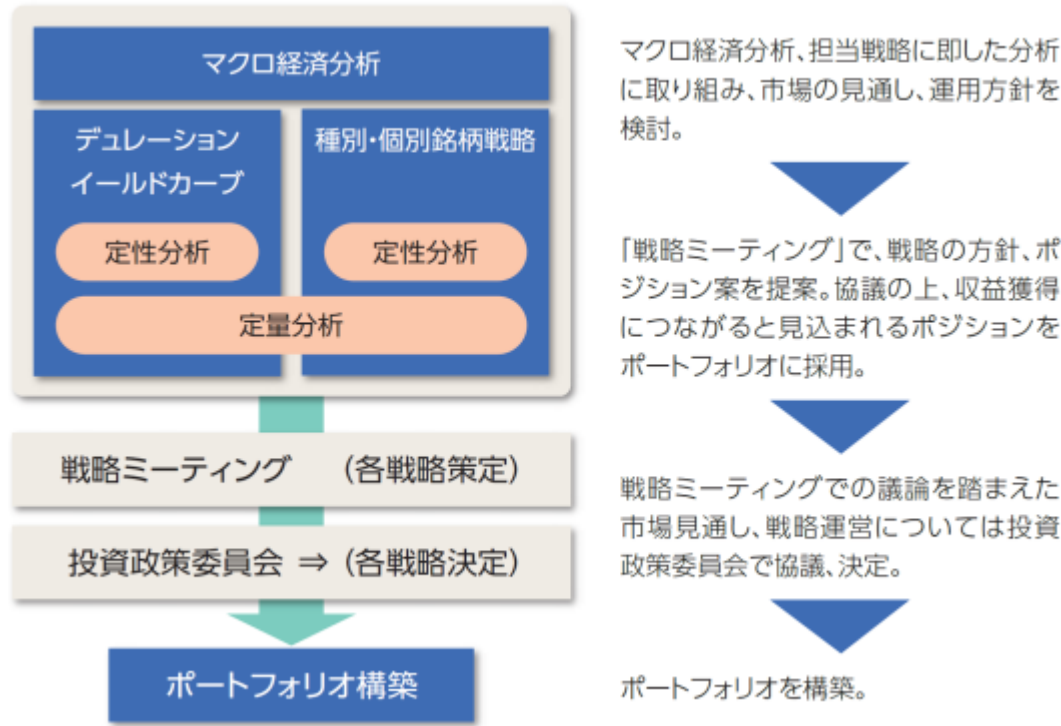 マクロ経済分析
デュレーション
イールドカーブ
種別・個別銘柄戦略
定性分析
定性分析
定量分析
戦略ミーティング （各戦略策定）
投資政策委員会 ⇒ （各戦略決定）
ポートフォリオ構築
マクロ経済分析、担当戦略に即した分析
に取り組み、市場の見通し、運用方針を
検討。
「戦略ミーティング」で、戦略の方針、ポ
ジション案を提案。協議の上、収益獲得
につながると見込まれるポジションを
ポートフォリオに採用。
戦略ミーティングでの議論を踏まえた
市場見通し、戦略運営については投資
政策委員会で協議、決定。
ポートフォリオを構築。